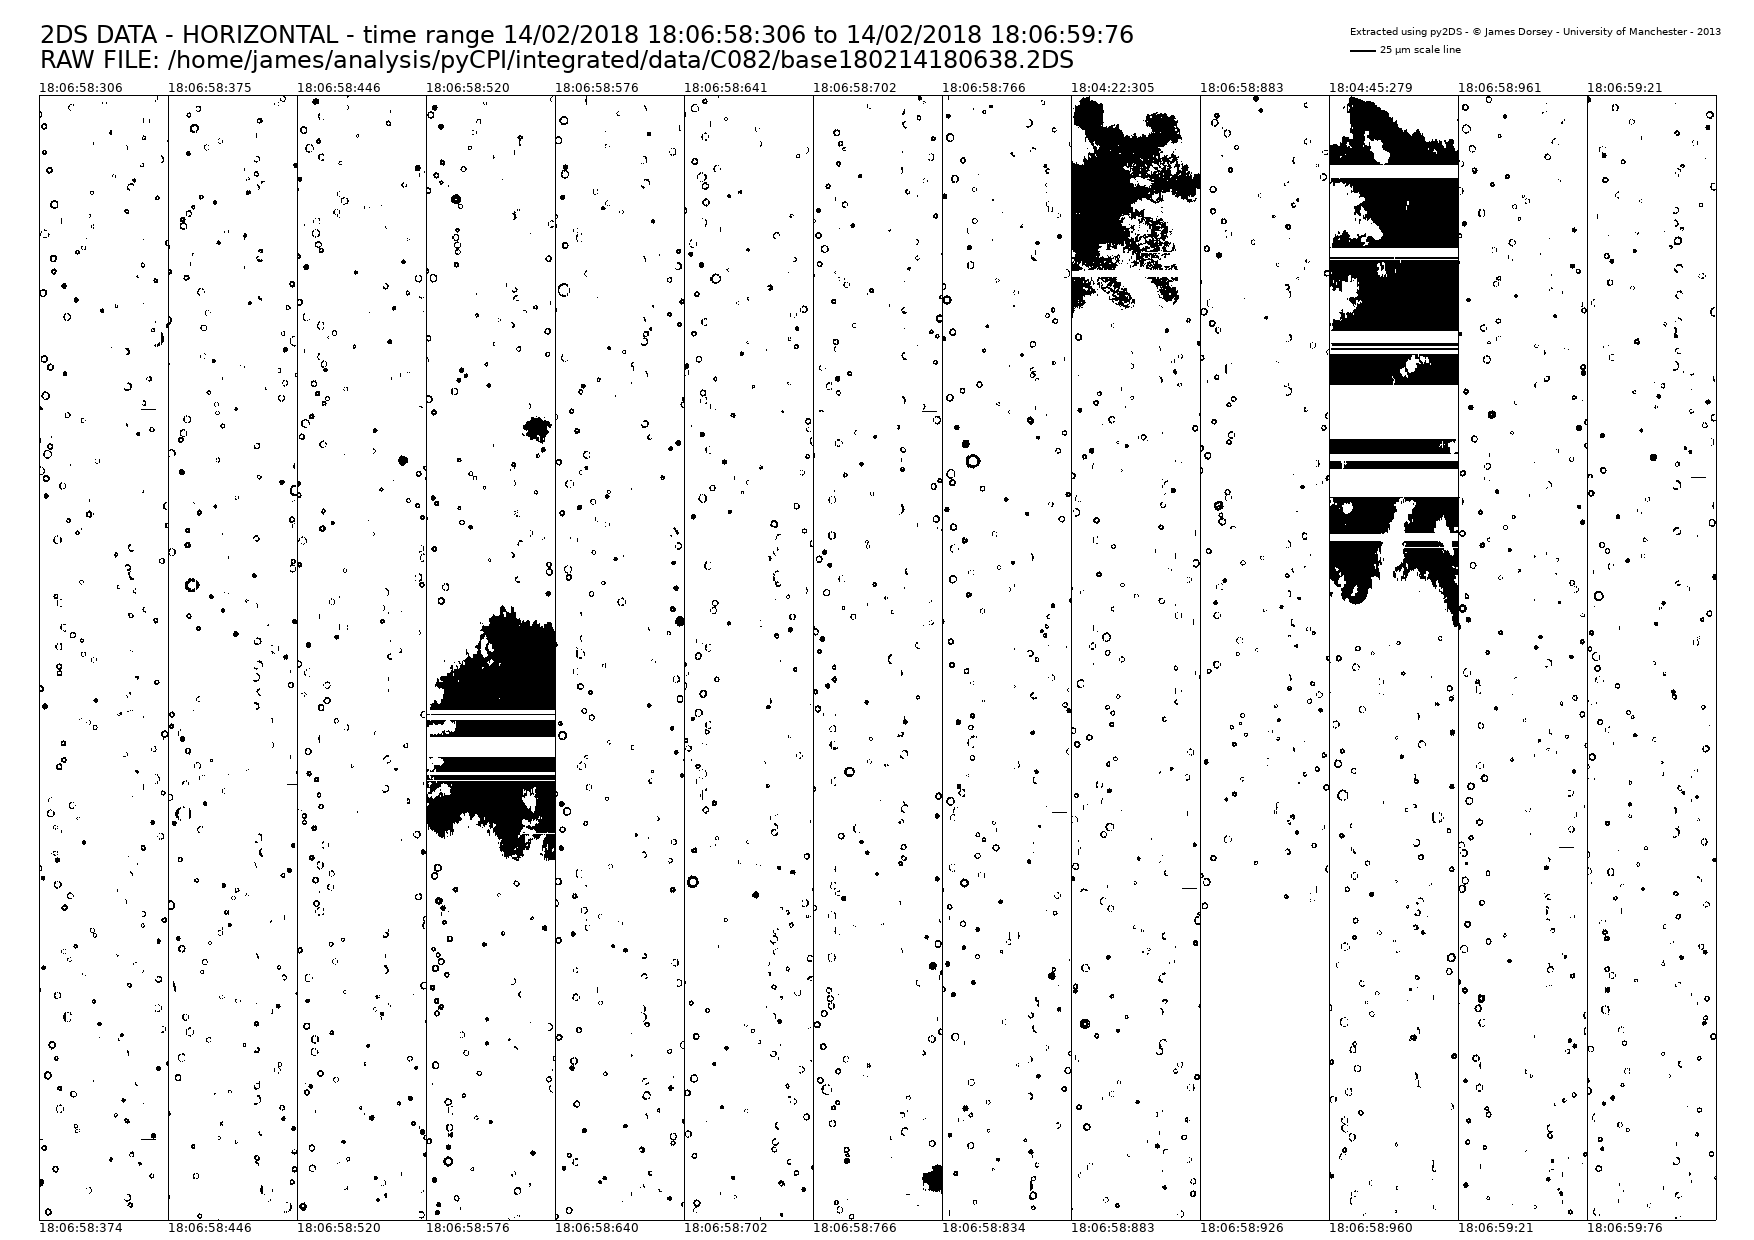 2DS DATA - HORIZONTAL - time range 14/02/2018 18:06:58:306 to 14/02/2018 18:06:59:76
Extracted using py2DS - © James Dorsey - University of Manchester - 2013
RAW FILE: /home/james/analysis/pyCPI/integrated/data/C082/base180214180638.2DS
25 µm scale line
18:06:58:306 18:06:58:375 18:06:58:446 18:06:58:520 18:06:58:576 18:06:58:641 18:06:58:702 18:06:58:766 18:04:22:305 18:06:58:883 18:04:45:279 18:06:58:961 18:06:59:21
18:06:58:374 18:06:58:446 18:06:58:520 18:06:58:576 18:06:58:640 18:06:58:702 18:06:58:766 18:06:58:834 18:06:58:883 18:06:58:926 18:06:58:960 18:06:59:21 18:06:59:76